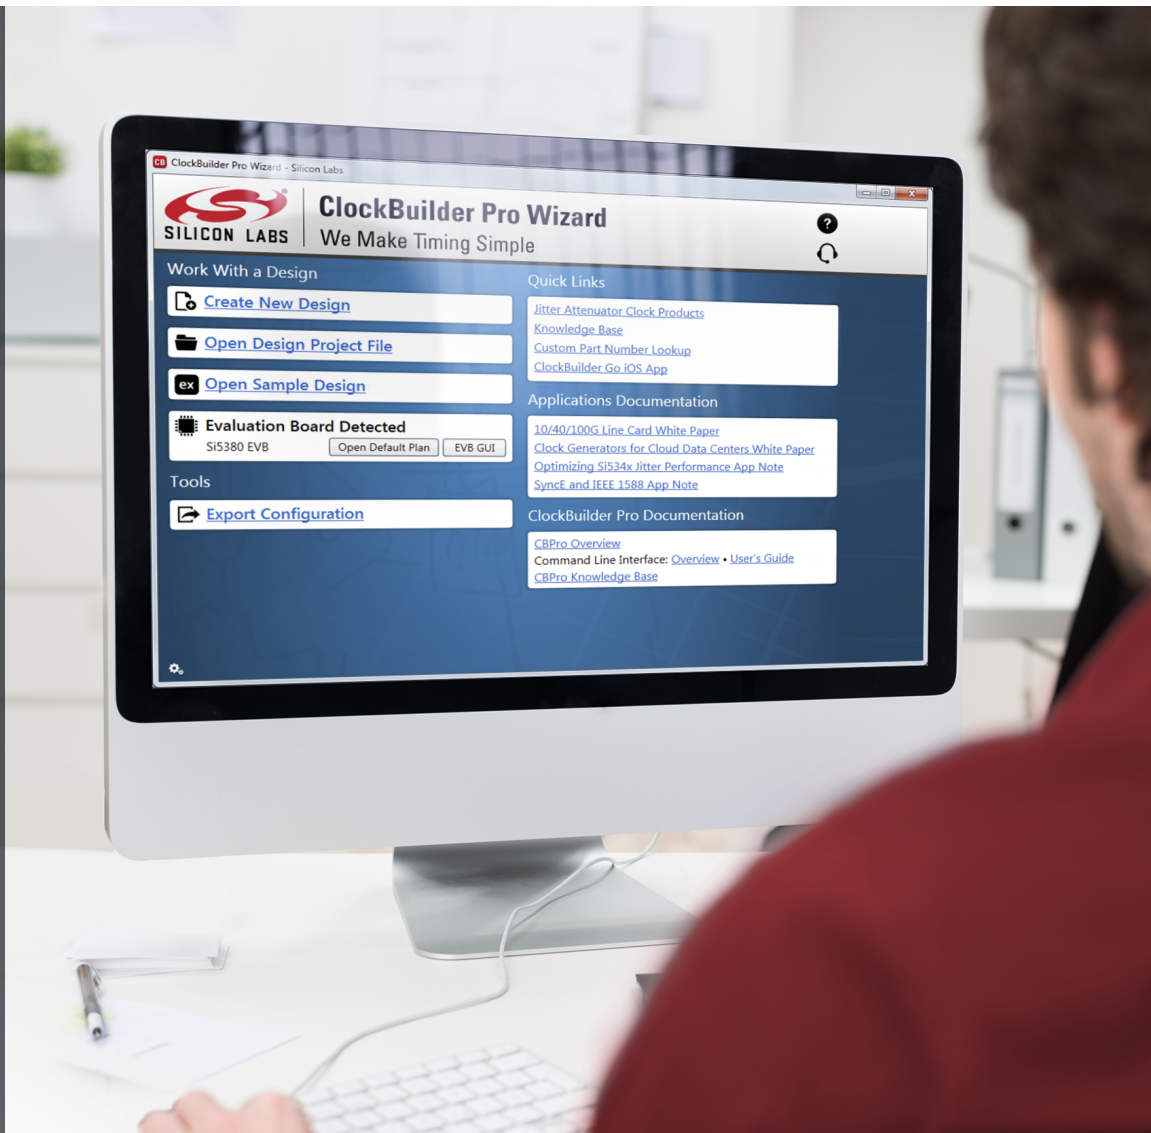 CB ClockBuilder Pro Wizard - Silicon Labs
SILICON LABS
ClockBuilder Pro Wizard
We Make Timing Simple
?
Work With a Design
Create New Design
Open Design Project File
ex Open Sample Design
Evaluation Board Detected
Si5380 EVB Open Default Plan EVB GUI
Tools
Export Configuration
Quick Links
Jitter Attenuator Clock Products
Knowledge Base
Custom Part Number Lookup
ClockBuilder Go iOS App
Applications Documentation
10/40/100G Line Card White Paper
Clock Generators for Cloud Data Centers White Paper
Optimizing Si534x Jitter Performance App Note
SyncE and IEEE 1588 App Note
ClockBuilder Pro Documentation
CBPro Overview
Command Line Interface: Overview • User's Guide
CBPro Knowledge Base